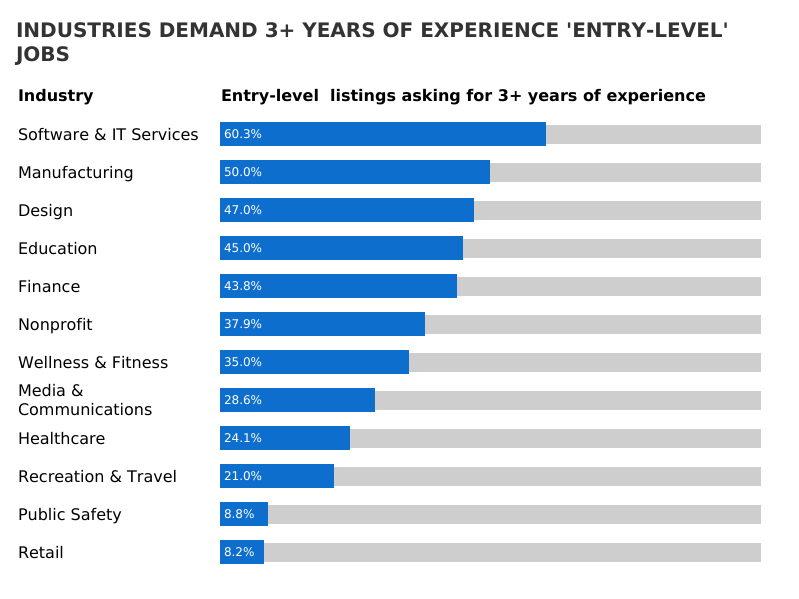 INDUSTRIES DEMAND 3+ YEARS OF EXPERIENCE 'ENTRY-LEVEL'
JOBS
Industry Entry-level listings asking for 3+ years of experience
Software & IT Services 60.3%
Manufacturing 50.0%
Design 47.0%
Education 45.0%
Finance 43.8%
Nonprofit 37.9%
Wellness & Fitness 35.0%
Media &
Communications 28.6%
Healthcare 24.1%
Recreation & Travel 21.0%
Public Safety 8.8%
Retail 8.2%